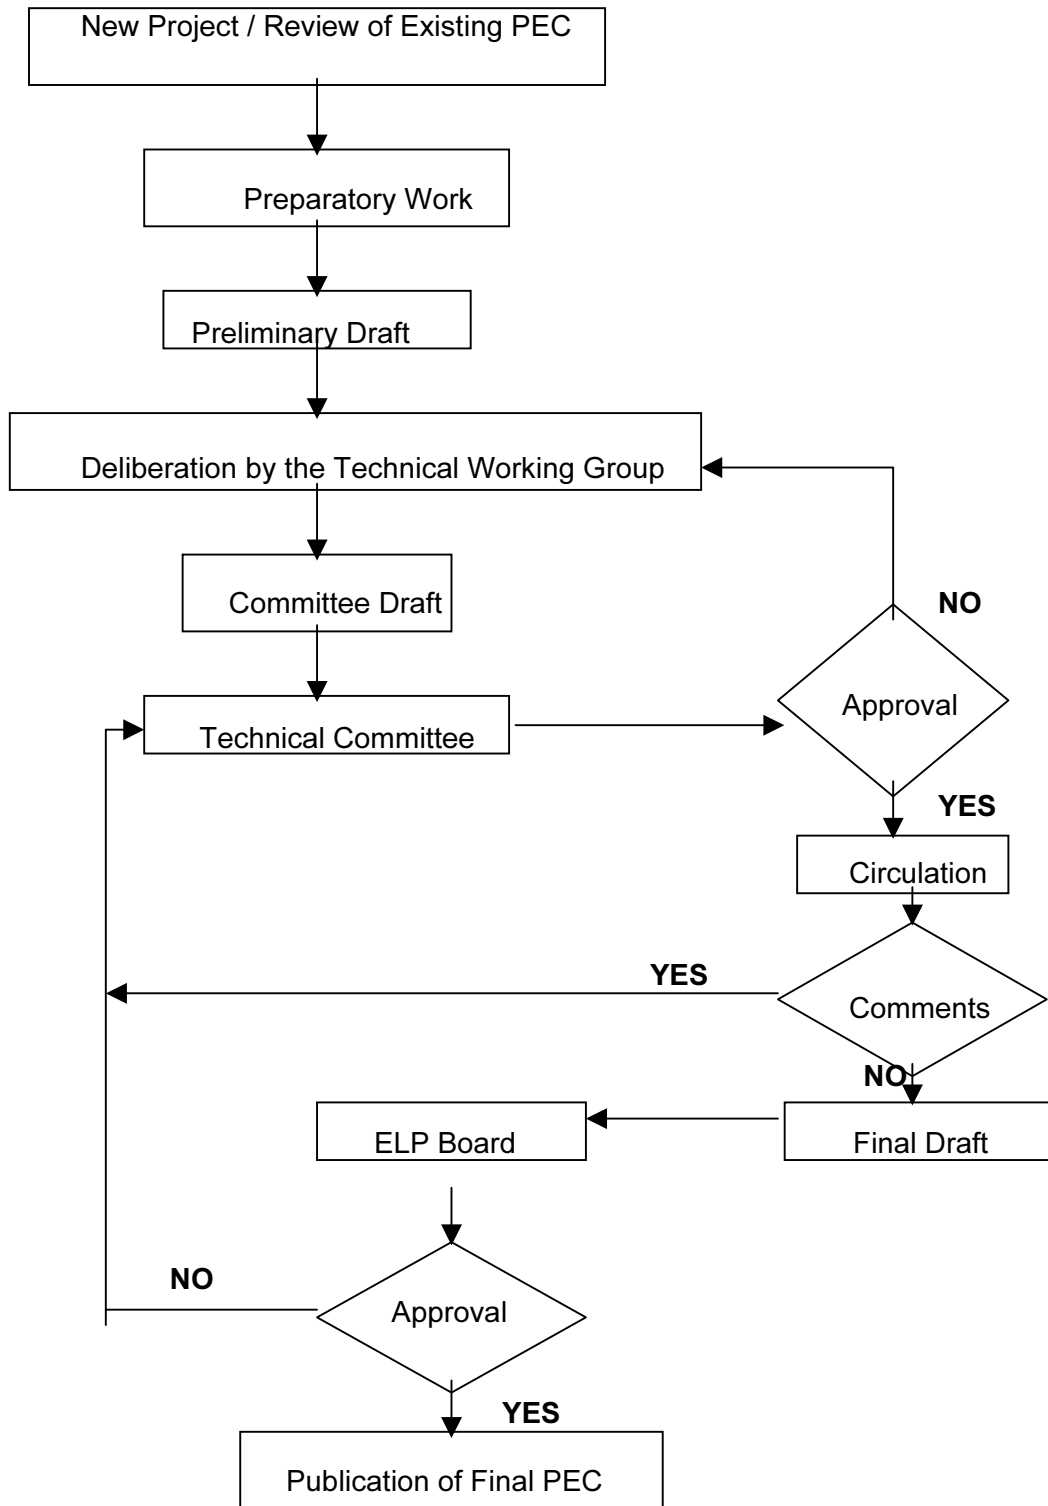 New Project / Review of Existing PEC
Preparatory Work
Preliminary Draft
Deliberation by the Technical Working Group
Committee Draft
NO
Approval
Technical Committee
YES
Circulation
YES
Comments
NO
ELP Board
Final Draft
NO
Approval
YES
Publication of Final PEC